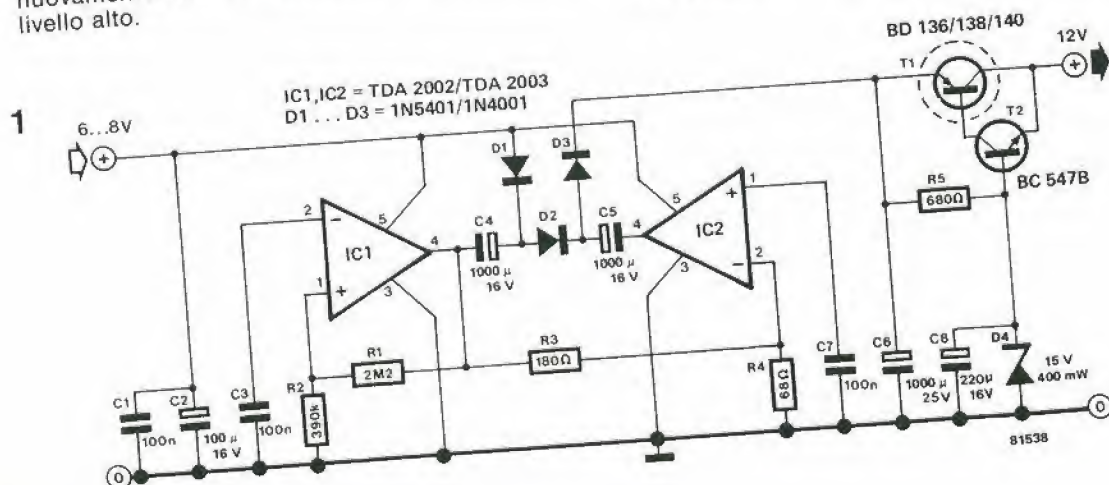 livello alto.
1
6...8V
IC1,IC2 = TDA 2002/TDA 2003
D1 ... D3 = 1N5401/1N4001
BD 136/138/140
12V
T1
T2
BC 547B
R5
680Ω
D1
D3
D2
C4
1000 µ
16 V
C5
1000 µ
16 V
IC1
2
1
5
4
3
IC2
1
2
5
4
3
R1
2M2
R2
390k
R3
180Ω
R4
68Ω
C1
100n
C2
100 µ
16 V
C3
100n
C7
100n
C6
1000 µ
25V
C8
220µ
16V
D4
15 V
400 mW
0
0
81538